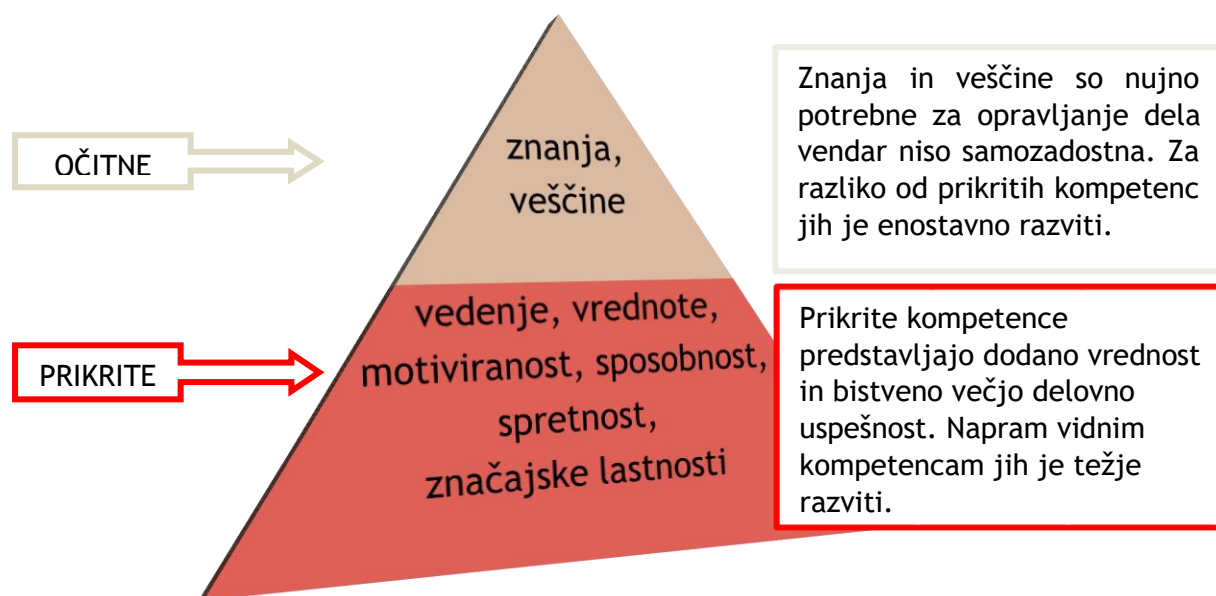 OČITNE
znanja,
veščine
Znanja in veščine so nujno
potrebne za opravljanje dela
vendar niso samozadostna. Za
razliko od prikritih kompetenc
jih je enostavno razviti.
PRIKRITE
vedenje, vrednote,
motiviranost, sposobnost,
spretnost,
značajske lastnosti
Prikrite kompetence
predstavljajo dodano vrednost
in bistveno večjo delovno
uspešnost. Napram vidnim
kompetencam jih je težje
razviti.